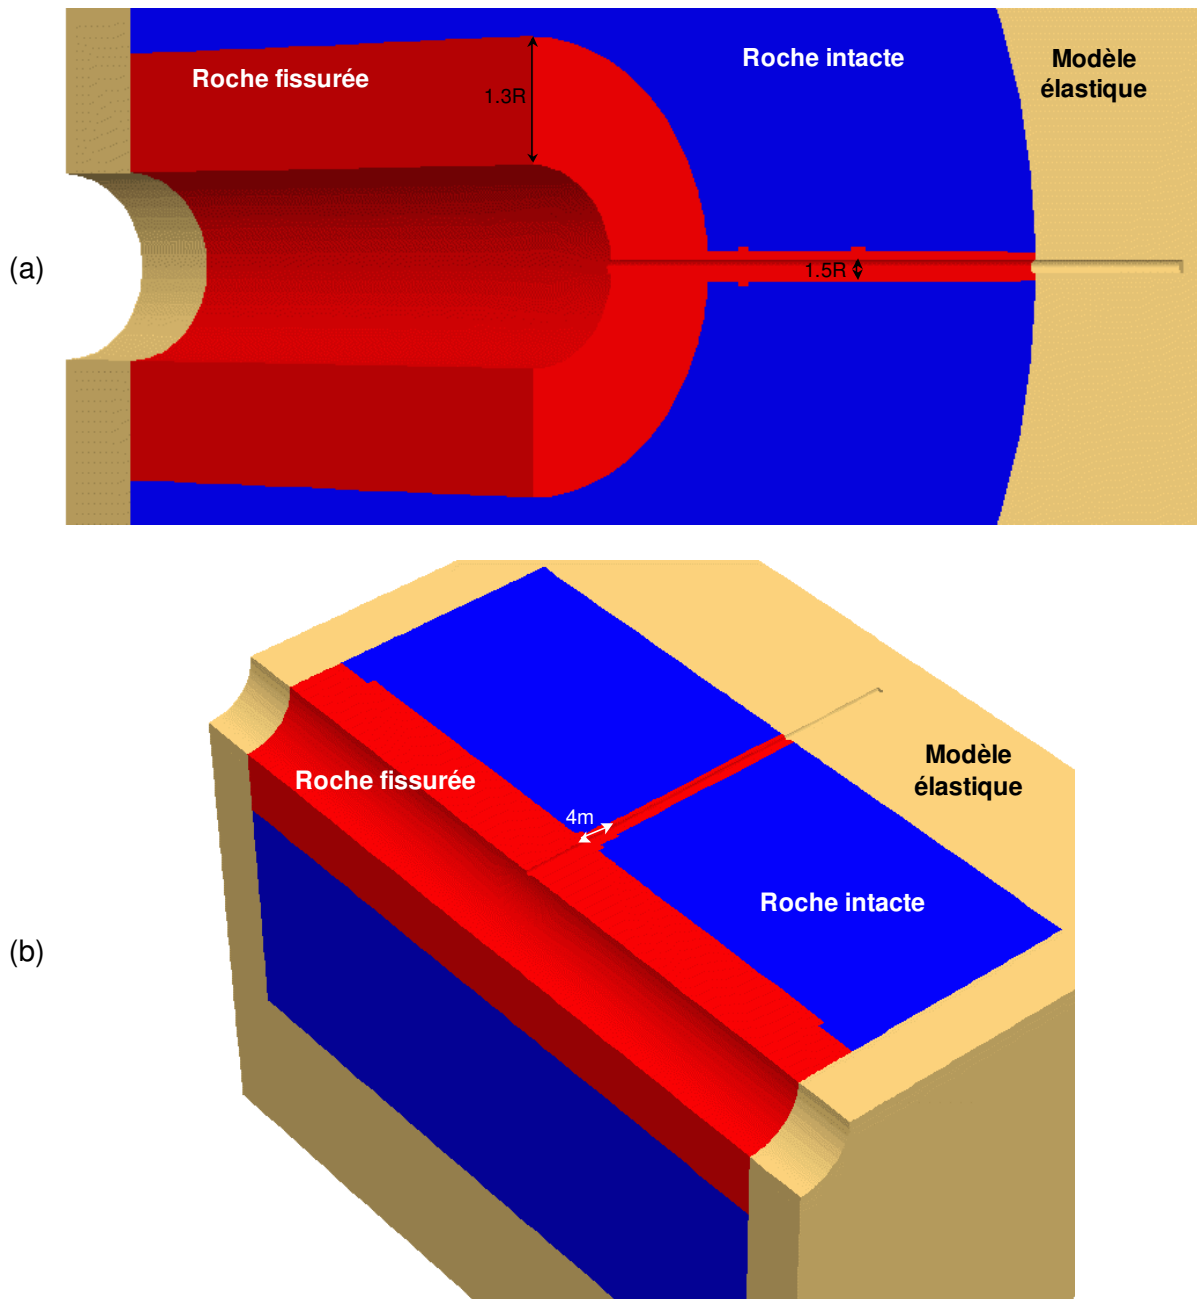 (a)
Roche fissurée
1.3R
Roche intacte
Modèle
élastique
1.5R
(b)
Roche fissurée
4m
Modèle
élastique
Roche intacte